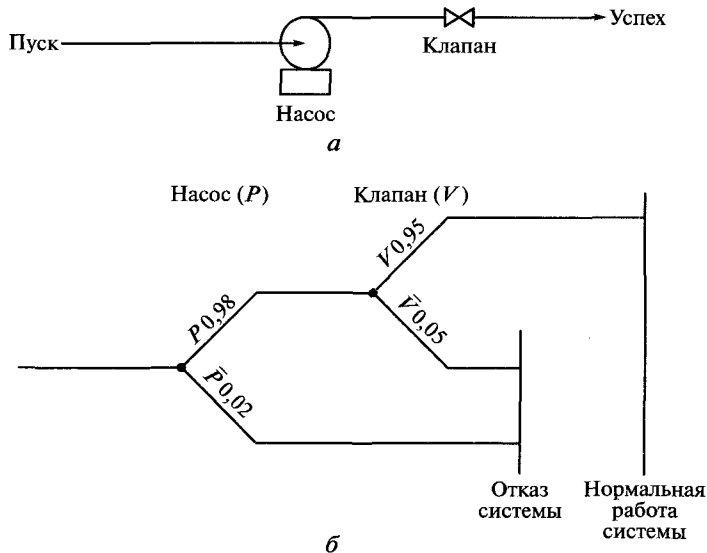 Пуск
Успех
Клапан
Насос
а
Насос (P)
Клапан (V)
V 0,95
P 0,98
V̄ 0,05
P̄ 0,02
Отказ
системы
Нормальная
работа
системы
б